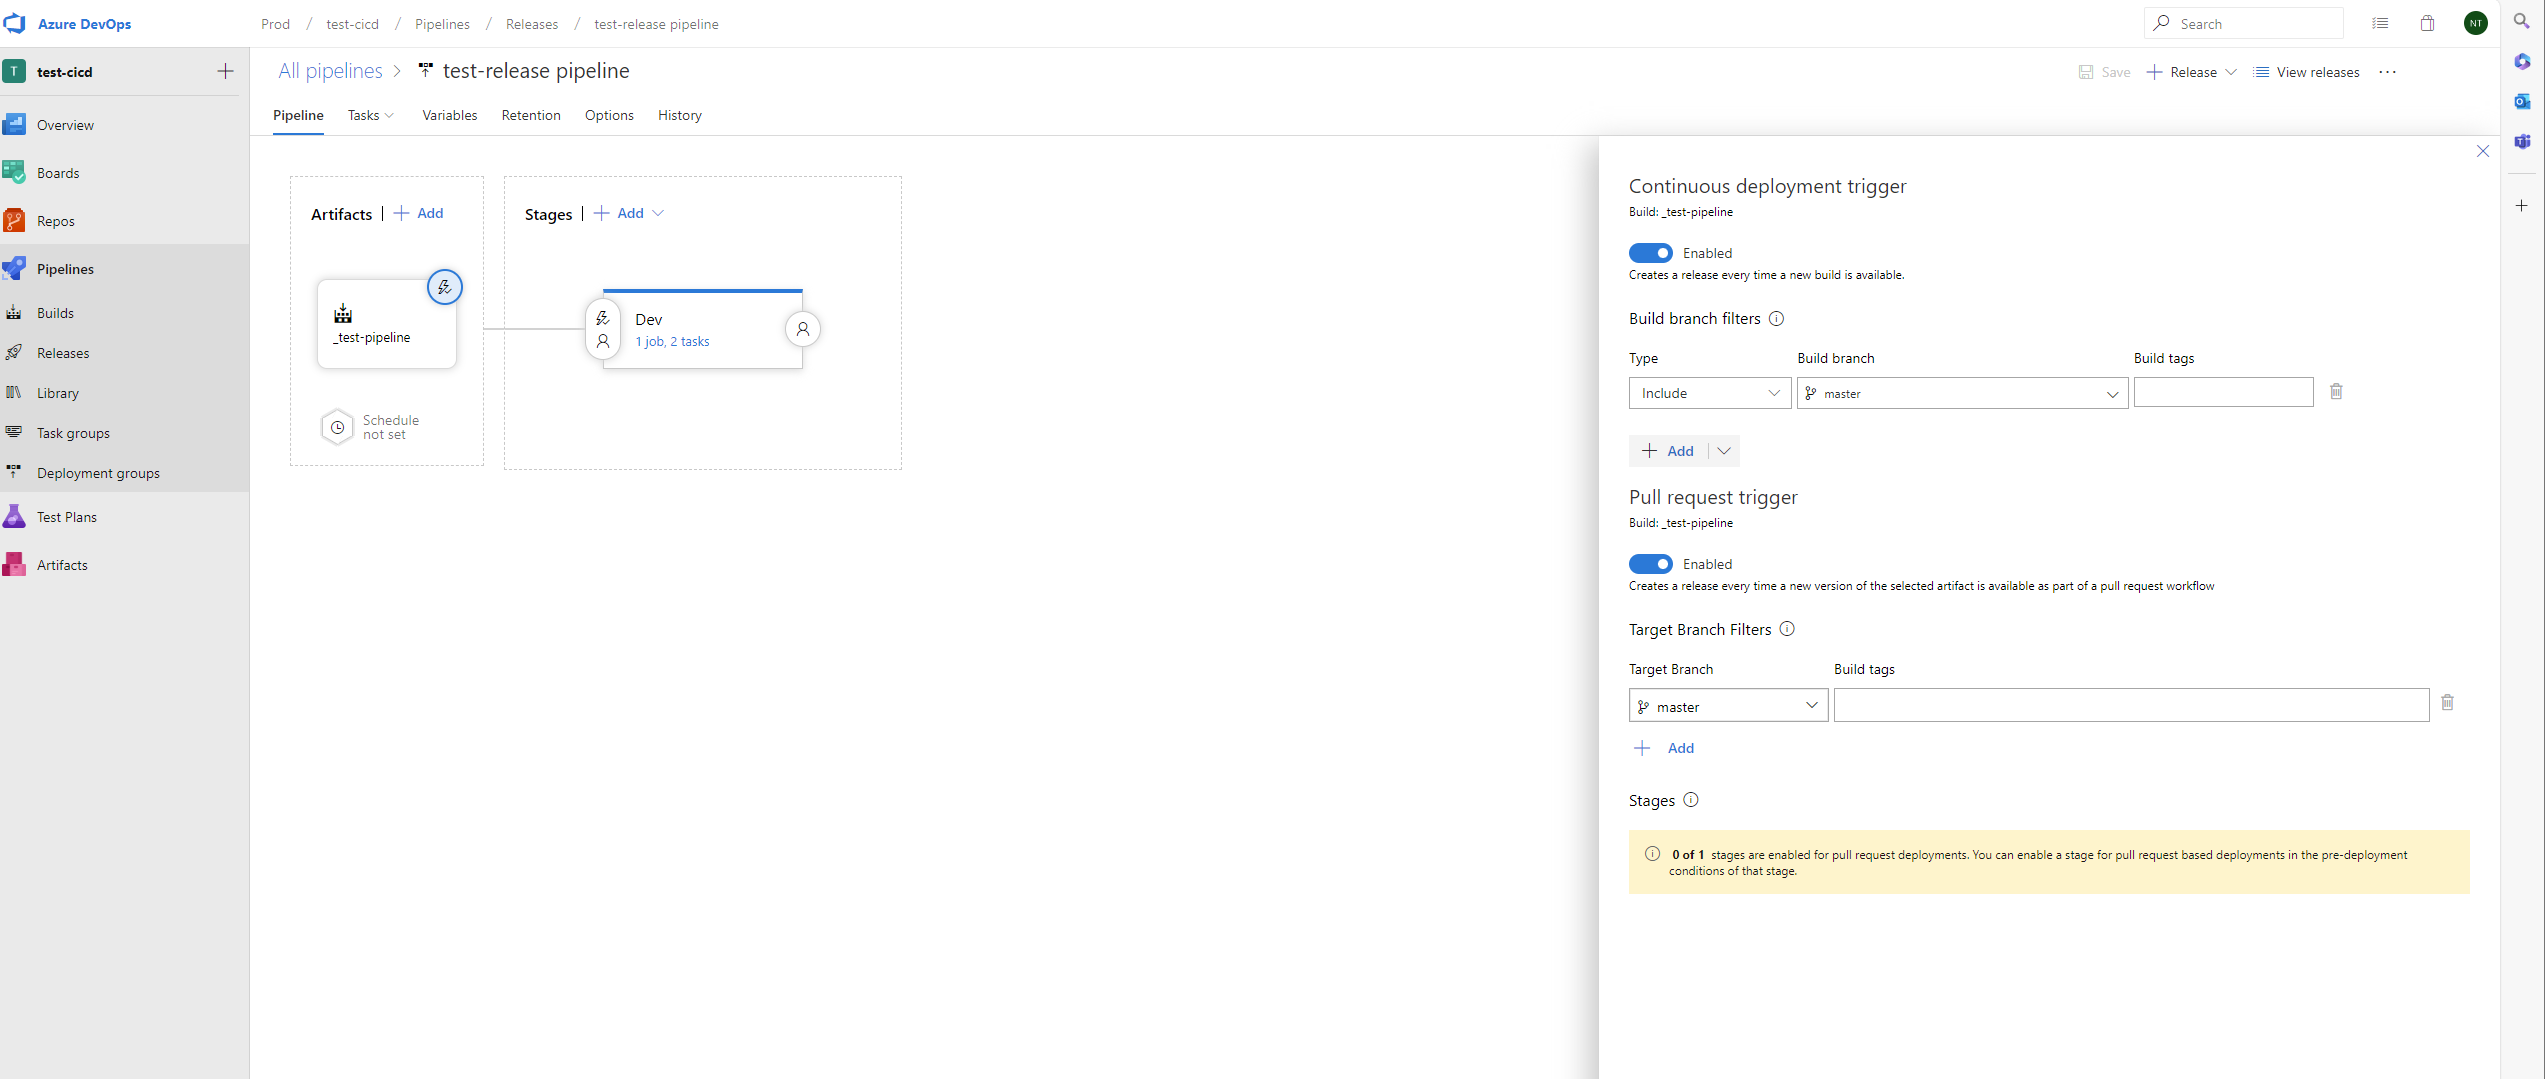 Azure DevOps
Prod / test-cicd / Pipelines / Releases / test-release pipeline
Search
NT
T test-cicd
Overview
Boards
Repos
Pipelines
Builds
Releases
Library
Task groups
Deployment groups
Test Plans
Artifacts
All pipelines > test-release pipeline
Save
Release
View releases
Pipeline
Tasks
Variables
Retention
Options
History
Artifacts | Add
_test-pipeline
Schedule
not set
Stages | Add
Dev
1 job, 2 tasks
Continuous deployment trigger
Build: _test-pipeline
Enabled
Creates a release every time a new build is available.
Build branch filters
Type Build branch Build tags
Include master
Add
Pull request trigger
Build: _test-pipeline
Enabled
Creates a release every time a new version of the selected artifact is available as part of a pull request workflow
Target Branch Filters
Target Branch Build tags
master
Add
Stages
0 of 1 stages are enabled for pull request deployments. You can enable a stage for pull request based deployments in the pre-deployment
conditions of that stage.